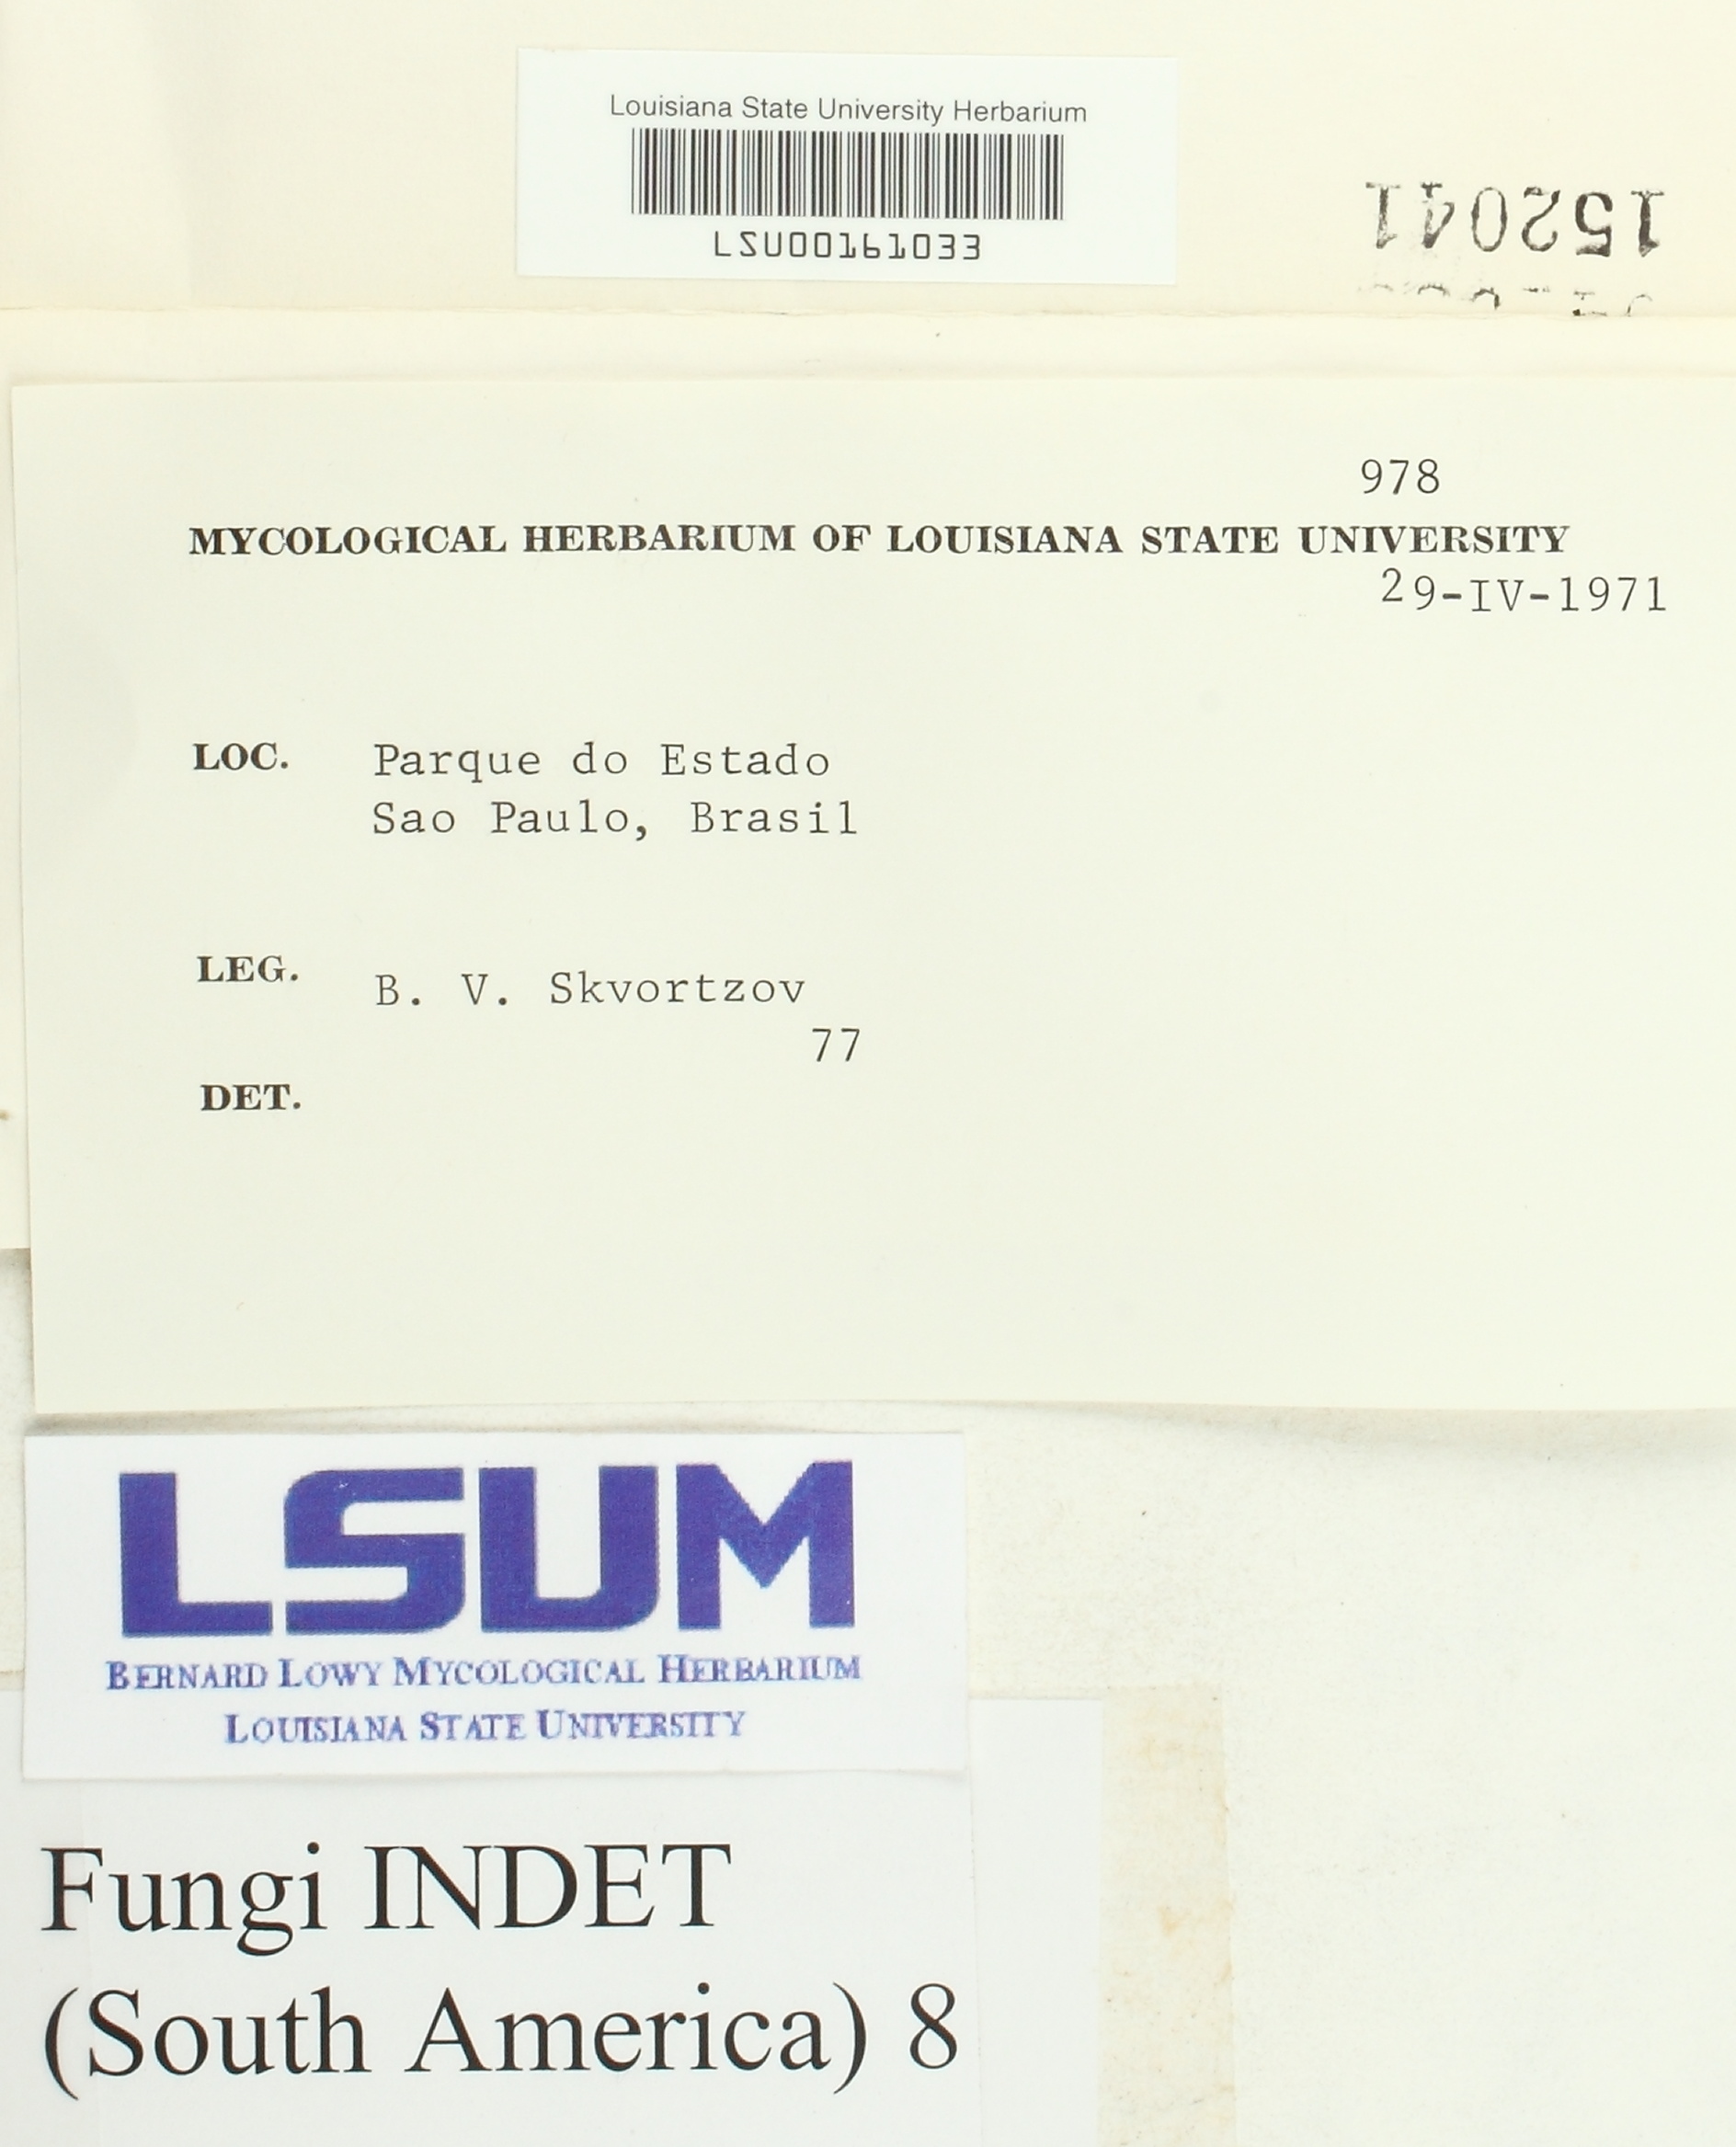 Louisiana State University Herbarium
LSU00161033
152041
978
MYCOLOGICAL HERBARIUM OF LOUISIANA STATE UNIVERSITY
29-IV-1971
LOC. Parque do Estado
Sao Paulo, Brasil
LEG. B. V. Skvortzov
77
DET.
LSUM
BERNARD LOWY MYCOLOGICAL HERBARIUM
LOUISIANA STATE UNIVERSITY
Fungi INDET
(South America) 8